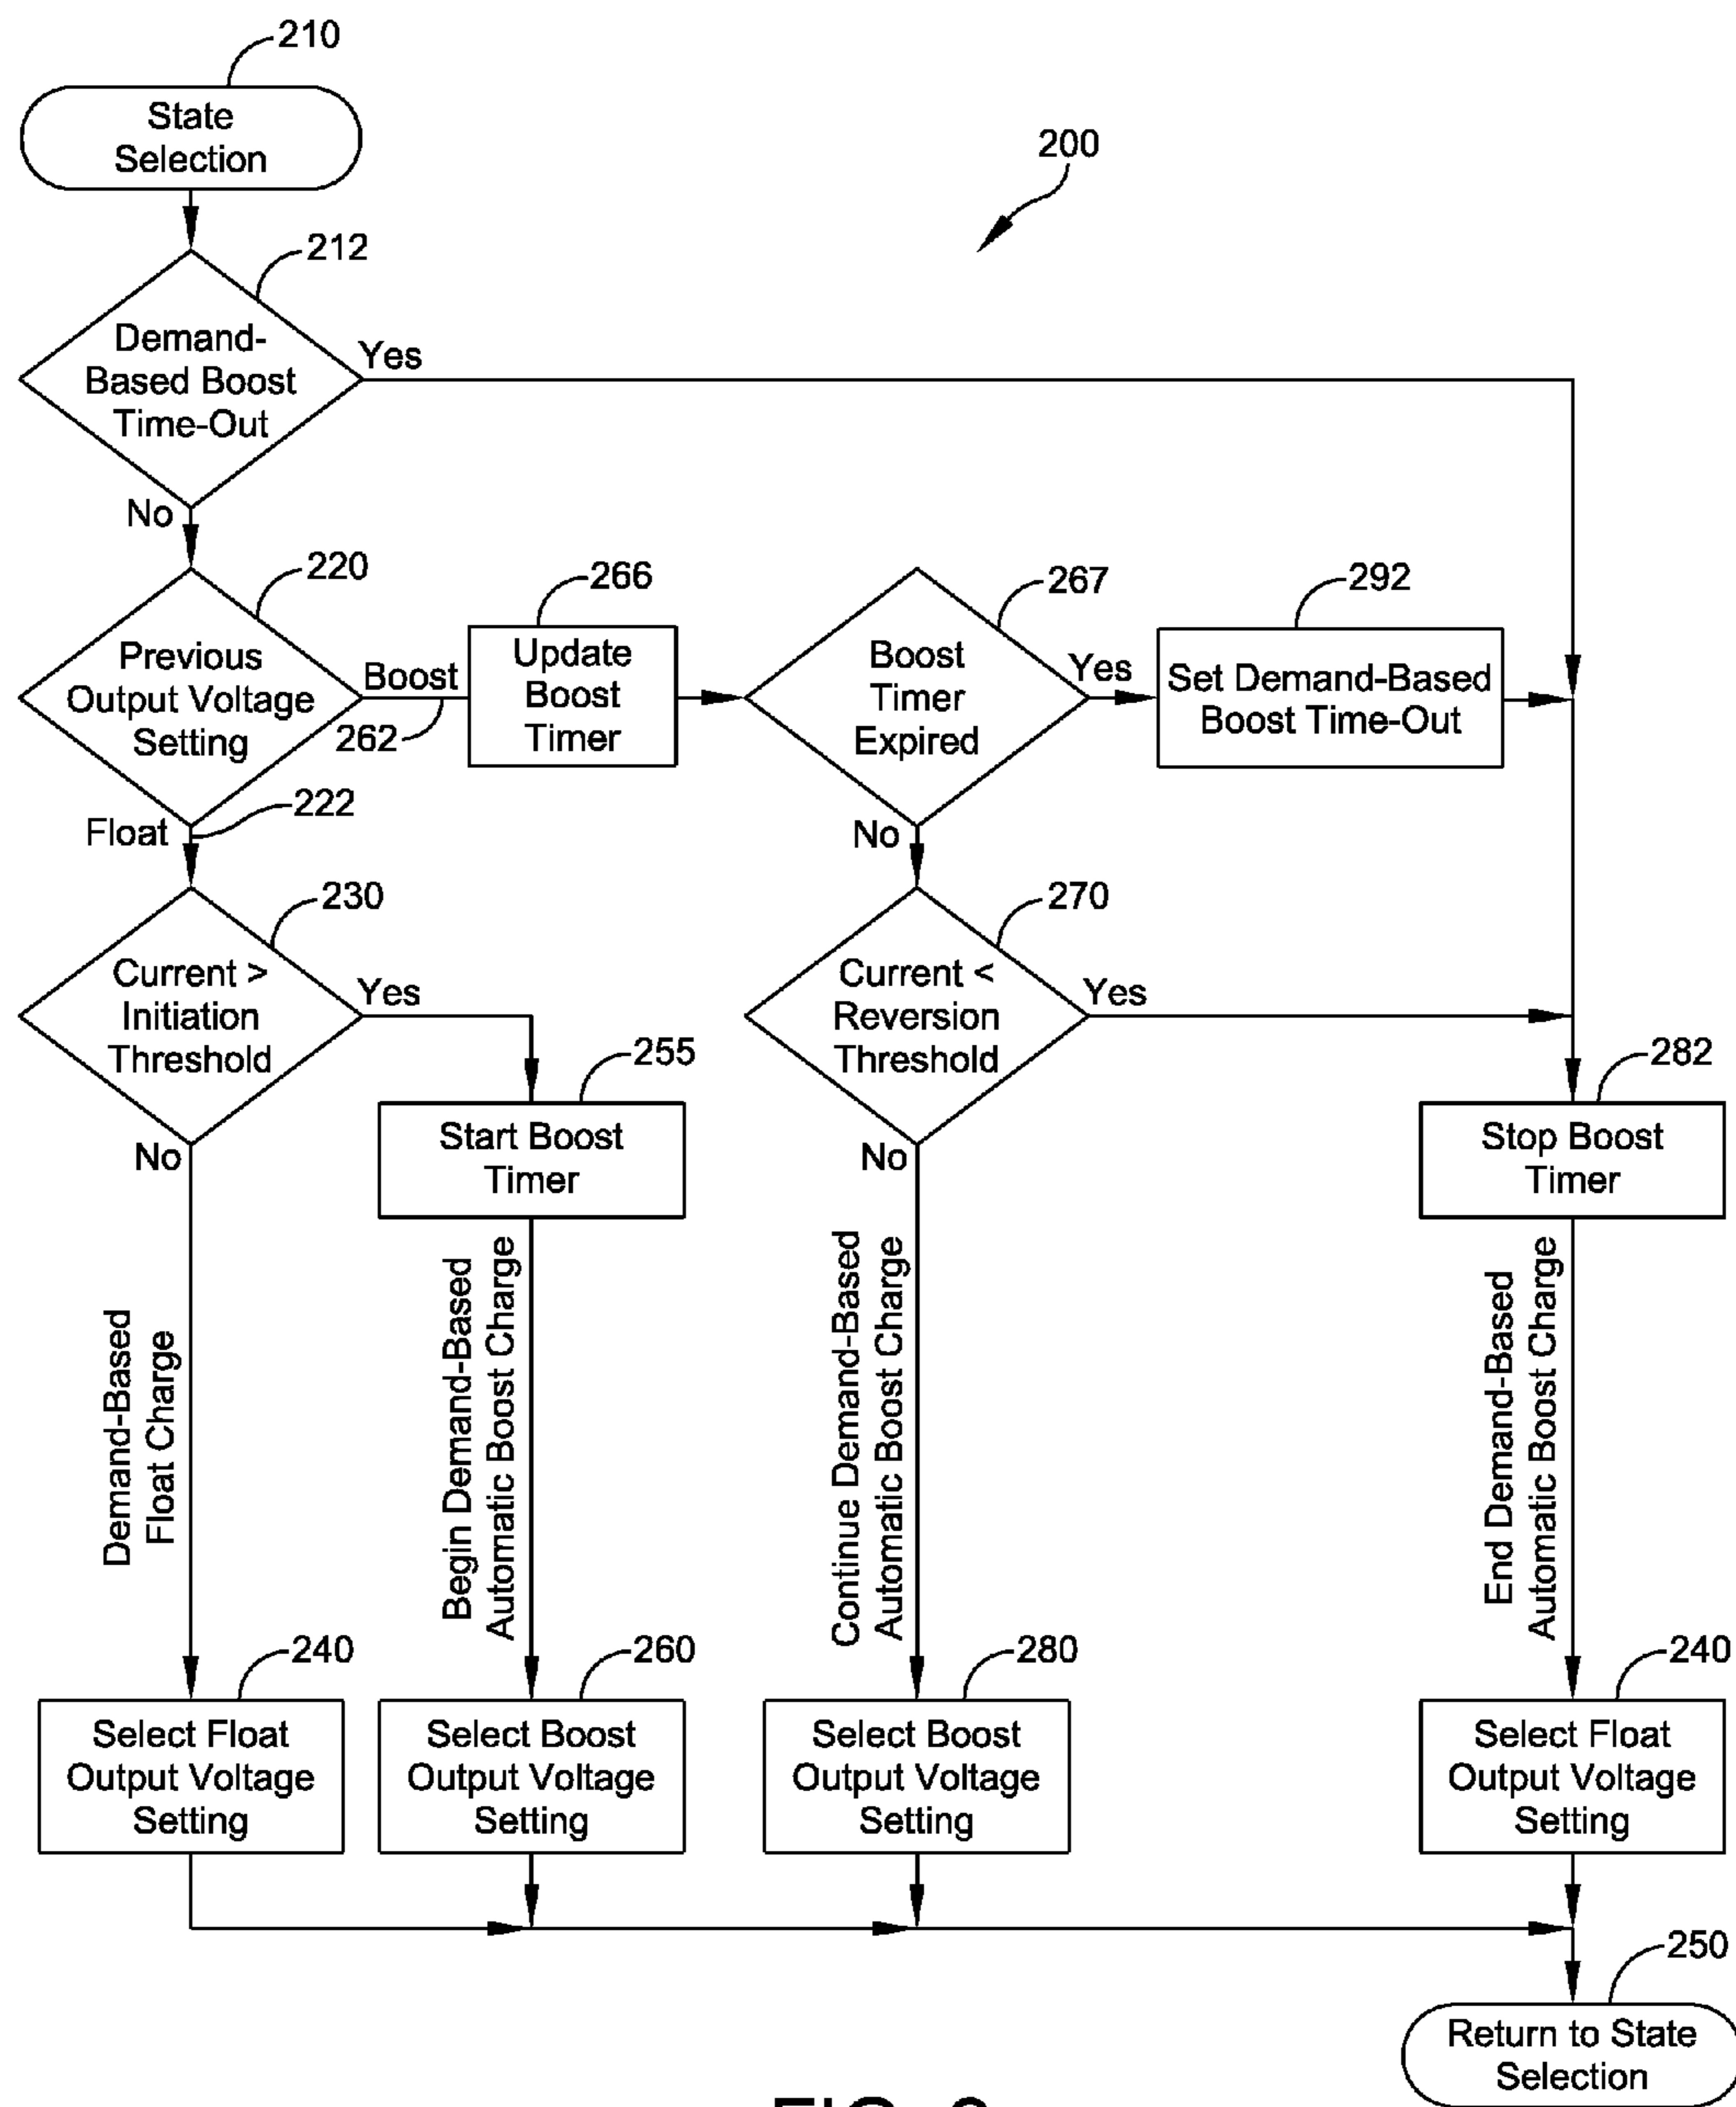 210
State
Selection
200
212
Demand-
Based Boost
Time-Out
Yes
No
220
Previous
Output Voltage
Setting
Boost
262
266
Update
Boost
Timer
267
Boost
Timer
Expired
Yes
292
Set Demand-Based
Boost Time-Out
222
Float
No
230
Current >
Initiation
Threshold
Yes
No
255
Start Boost
Timer
270
Current <
Reversion
Threshold
Yes
No
282
Stop Boost
Timer
Demand-Based
Float Charge
Begin Demand-Based
Automatic Boost Charge
Continue Demand-Based
Automatic Boost Charge
End Demand-Based
Automatic Boost Charge
240
Select Float
Output Voltage
Setting
260
Select Boost
Output Voltage
Setting
280
Select Boost
Output Voltage
Setting
240
Select Float
Output Voltage
Setting
250
Return to State
Selection